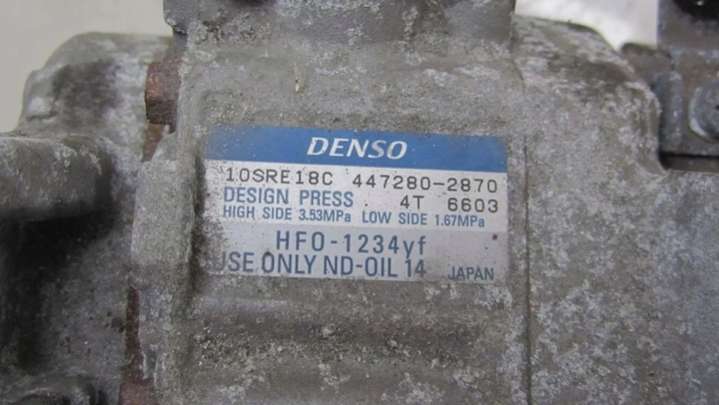 DENSO
10SRE18C 447280-2870
DESIGN PRESS 4T 6603
HIGH SIDE 3.53MPa LOW SIDE 1.67MPa
HFO-1234yf
USE ONLY ND-OIL 14 JAPAN